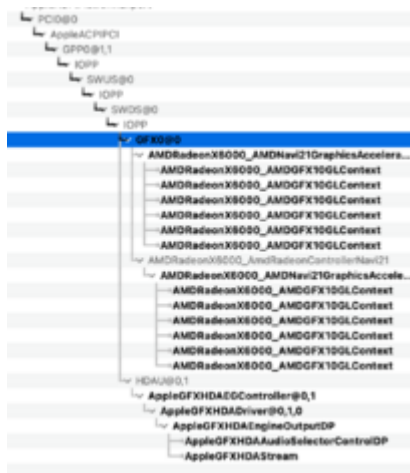 PCI0@0
AppleACPIPCI
GPP0@1,1
IOPP
SWUS@0
IOPP
SWDS@0
IOPP
GFX0@0
AMDRadeonX6000_AMDNavi21GraphicsAccelera...
AMDRadeonX6000_AMDGFX10GLContext
AMDRadeonX6000_AMDGFX10GLContext
AMDRadeonX6000_AMDGFX10GLContext
AMDRadeonX6000_AMDGFX10GLContext
AMDRadeonX6000_AMDGFX10GLContext
AMDRadeonX6000_AMDGFX10GLContext
AMDRadeonX6000_AmdRadeonControllerNavi21
AMDRadeonX6000_AMDNavi21GraphicsAccele...
AMDRadeonX6000_AMDGFX10GLContext
AMDRadeonX6000_AMDGFX10GLContext
AMDRadeonX6000_AMDGFX10GLContext
AMDRadeonX6000_AMDGFX10GLContext
AMDRadeonX6000_AMDGFX10GLContext
AMDRadeonX6000_AMDGFX10GLContext
HDAU@0,1
AppleGFXHDAEGController@0,1
AppleGFXHDADriver@0,1,0
AppleGFXHDAEngineOutputDP
AppleGFXHDAAudioSelectorControlDP
AppleGFXHDAStream